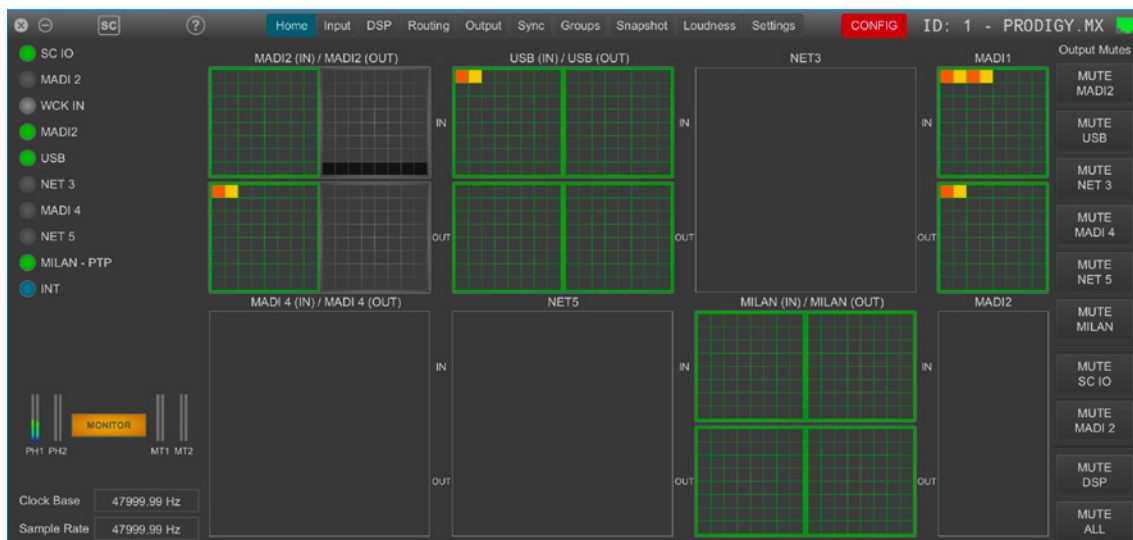 SC
?
Home Input DSP Routing Output Sync Groups Snapshot Loudness Settings
CONFIG
ID: 1 - PRODIGY.MX
SC IO
MADI 2
WCK IN
MADI2
USB
NET 3
MADI 4
NET 5
MILAN - PTP
INT
MADI2 (IN) / MADI2 (OUT)
USB (IN) / USB (OUT)
NET3
MADI1
IN
IN
IN
OUT
OUT
OUT
MADI 4 (IN) / MADI 4 (OUT)
NET5
MILAN (IN) / MILAN (OUT)
MADI2
IN
IN
IN
OUT
OUT
OUT
MONITOR
PH1 PH2
MT1 MT2
Clock Base 47999.99 Hz
Sample Rate 47999.99 Hz
Output Mutes
MUTE
MADI2
MUTE
USB
MUTE
NET 3
MUTE
MADI 4
MUTE
NET 5
MUTE
MILAN
MUTE
SC IO
MUTE
MADI 2
MUTE
DSP
MUTE
ALL